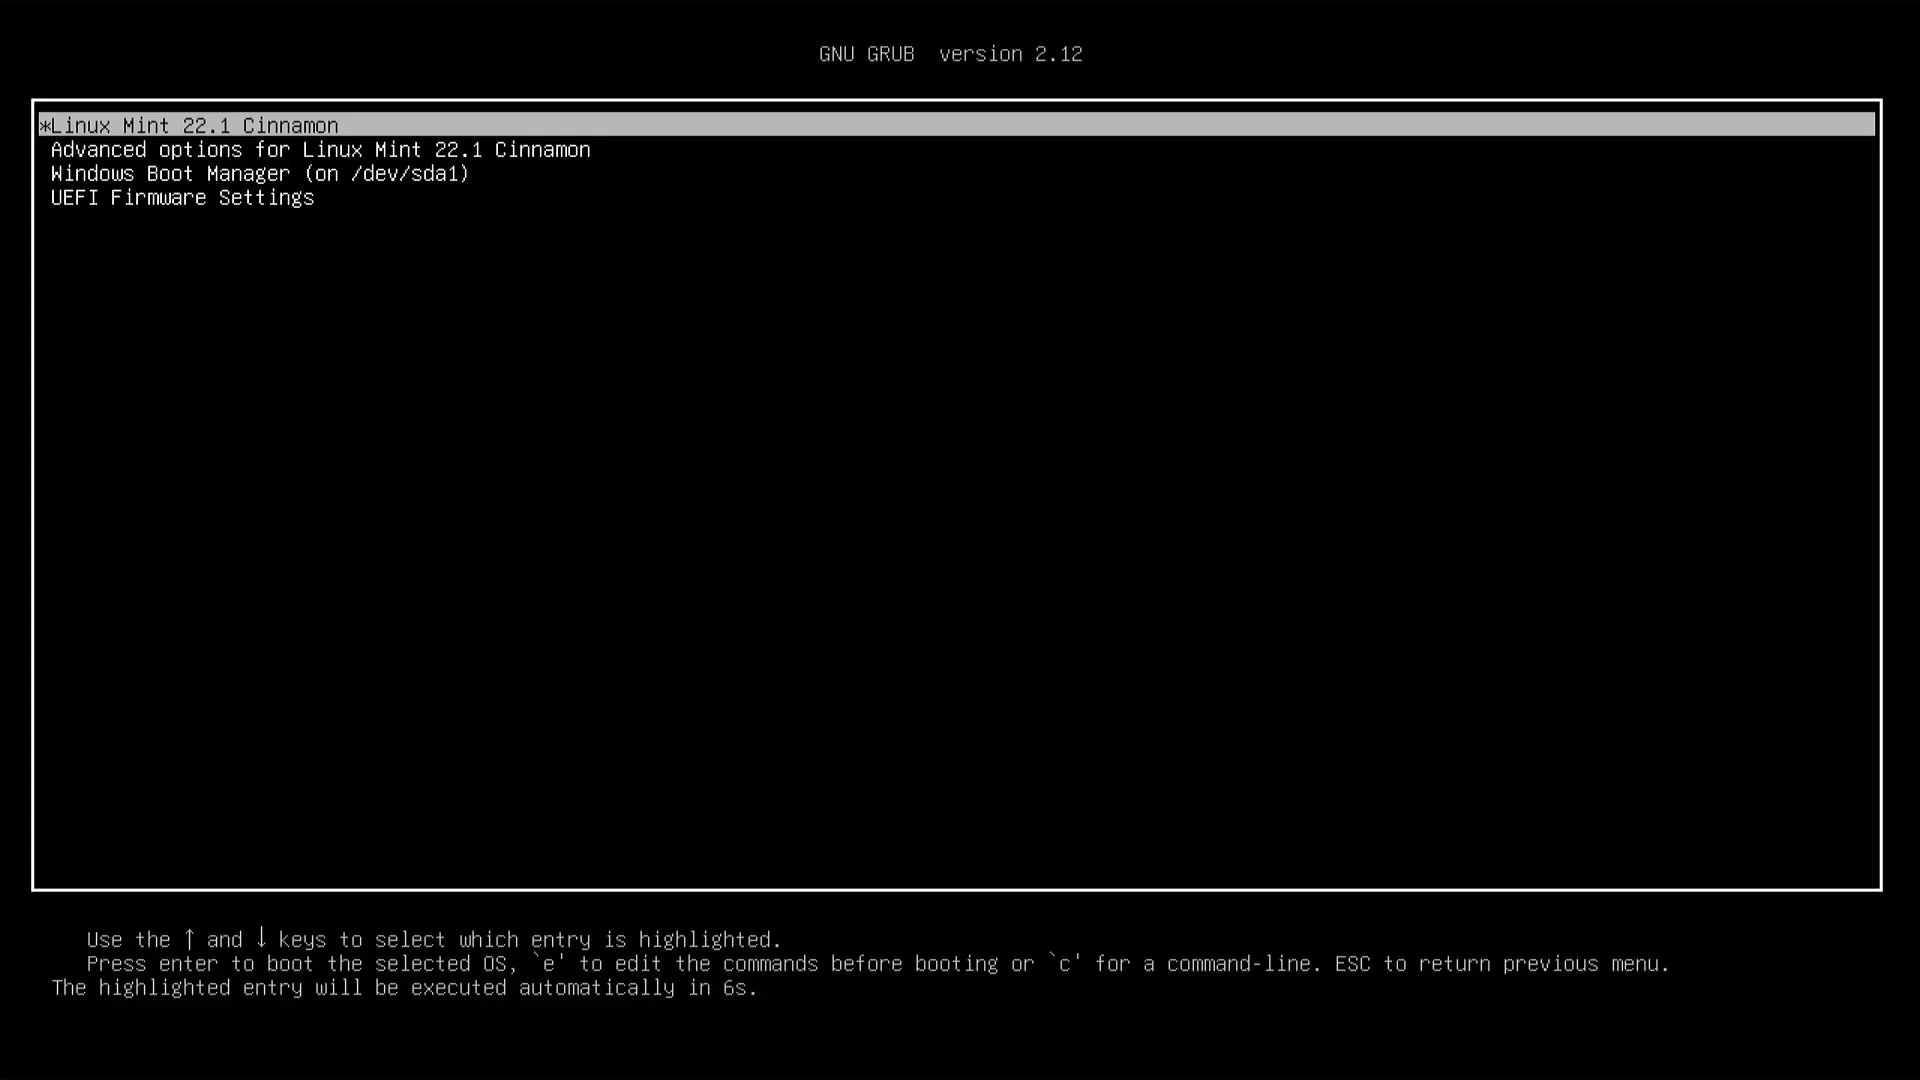 GNU GRUB  version 2.12
*Linux Mint 22.1 Cinnamon
Advanced options for Linux Mint 22.1 Cinnamon
Windows Boot Manager (on /dev/sda1)
UEFI Firmware Settings
Use the ↑ and ↓ keys to select which entry is highlighted.
Press enter to boot the selected OS, `e' to edit the commands before booting or `c' for a command-line. ESC to return previous menu.
The highlighted entry will be executed automatically in 6s.